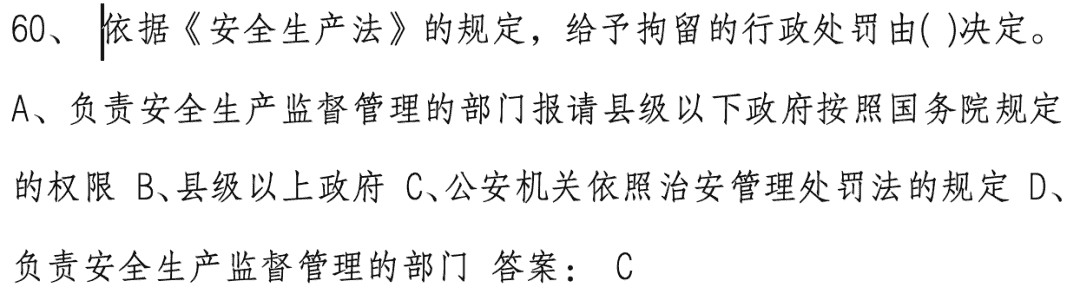 60、 依据《安全生产法》的规定，给予拘留的行政处罚由( )决定。
A、负责安全生产监督管理的部门报请县级以下政府按照国务院规定
的权限 B、县级以上政府 C、公安机关依照治安管理处罚法的规定 D、
负责安全生产监督管理的部门 答案： C